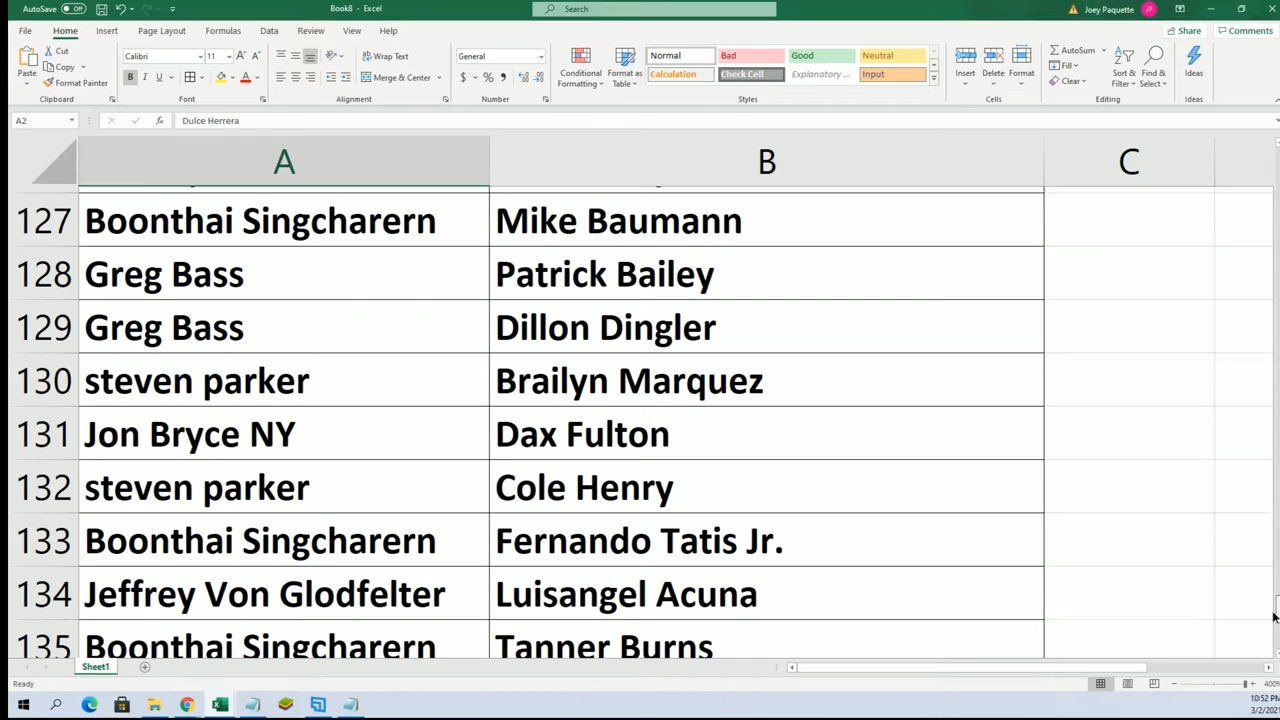 AutoSave Off Book8 - Excel Search Joey Paquette JP
File Home Insert Page Layout Formulas Data Review View Help Share Comments
Paste Cut Copy Format Painter Clipboard
Calibri 11 B I U A Font
Wrap Text Merge & Center Alignment
General $ % Number
Conditional Formatting Format as Table
Normal Bad Good Neutral
Calculation Check Cell Explanatory ... Input
Styles
Insert Delete Format Cells
AutoSum Fill Clear Sort & Filter Find & Select Editing
Ideas Ideas
A2 fx Dulce Herrera
A B C
127 Boonthai Singcharern Mike Baumann
128 Greg Bass Patrick Bailey
129 Greg Bass Dillon Dingler
130 steven parker Brailyn Marquez
131 Jon Bryce NY Dax Fulton
132 steven parker Cole Henry
133 Boonthai Singcharern Fernando Tatis Jr.
134 Jeffrey Von Glodfelter Luisangel Acuna
135 Boonthai Singcharern Tanner Burns
Sheet1
Ready 400%
10:52 PM